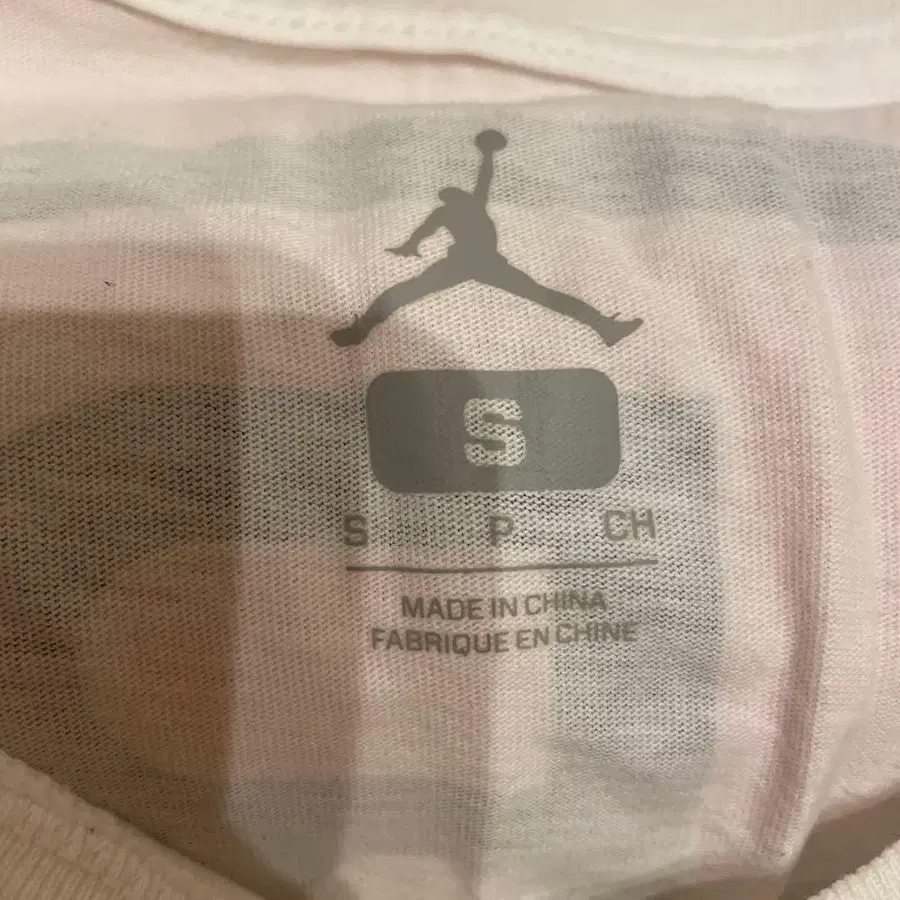 S
S P CH
MADE IN CHINA
FABRIQUE EN CHINE